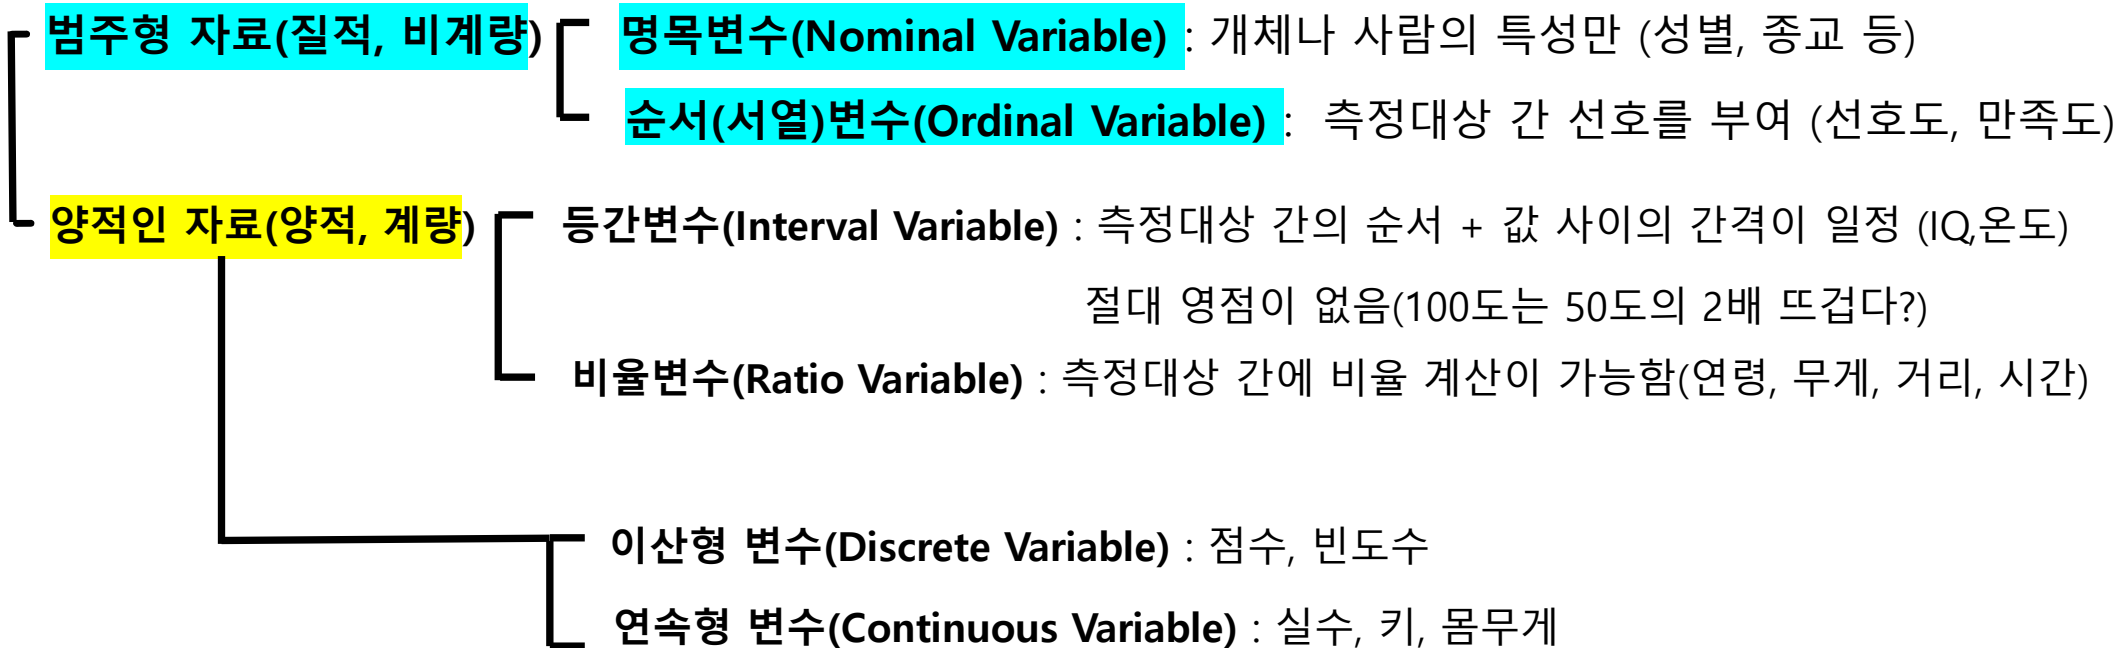 범주형 자료(질적, 비계량) 명목변수(Nominal Variable) : 개체나 사람의 특성만 (성별, 종교 등)
순서(서열)변수(Ordinal Variable) : 측정대상 간 선호를 부여 (선호도, 만족도)
양적인 자료(양적, 계량) 등간변수(Interval Variable) : 측정대상 간의 순서 + 값 사이의 간격이 일정 (IQ,온도)
절대 영점이 없음(100도는 50도의 2배 뜨겁다?)
비율변수(Ratio Variable) : 측정대상 간에 비율 계산이 가능함(연령, 무게, 거리, 시간)
이산형 변수(Discrete Variable) : 점수, 빈도수
연속형 변수(Continuous Variable) : 실수, 키, 몸무게